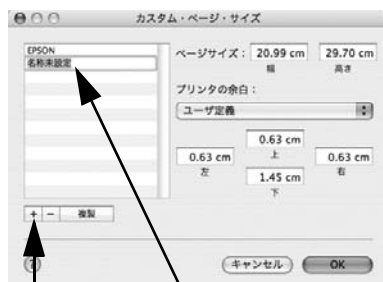 カスタム・ページ・サイズ
EPSON
名称未設定
ページサイズ： 20.99 cm 29.70 cm
幅 高さ
プリンタの余白：
ユーザ定義
0.63 cm
上
0.63 cm 0.63 cm
左 右
1.45 cm
下
+ - 複製
?
キャンセル OK